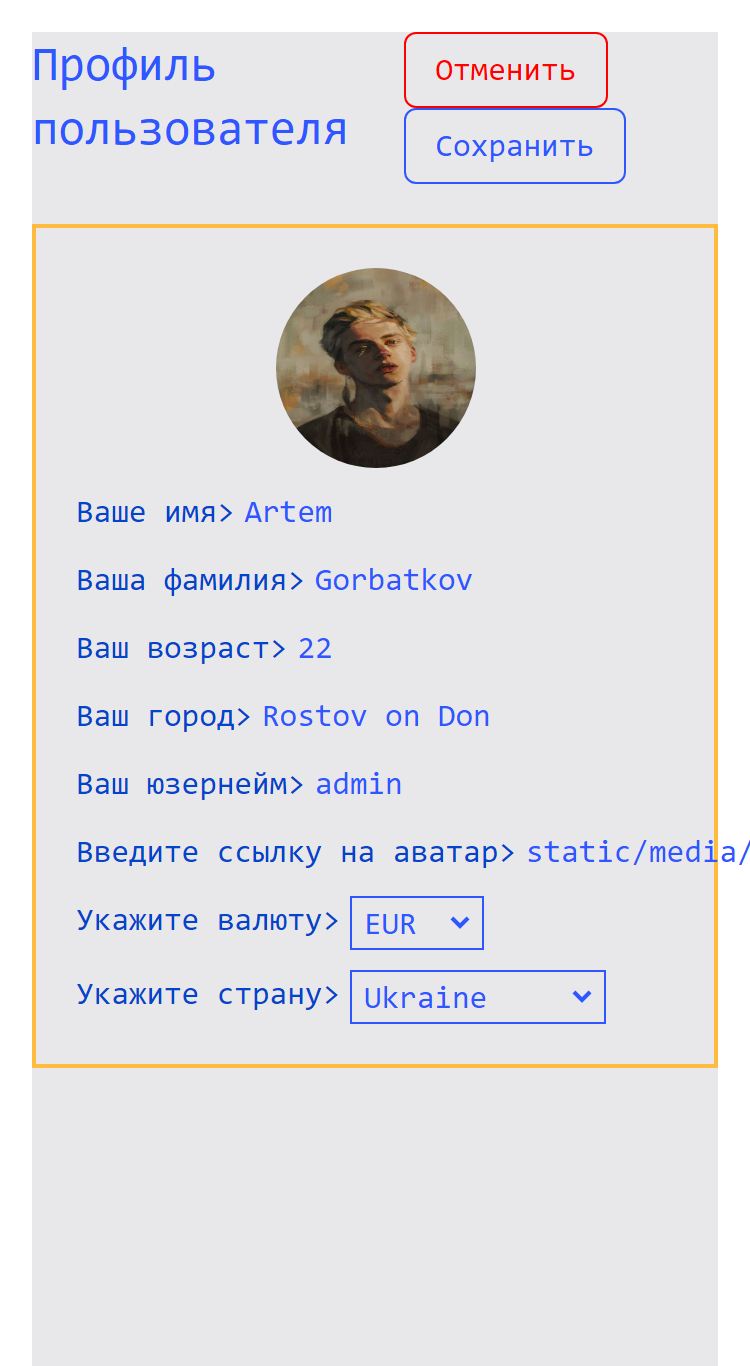 Профиль
пользователя
Отменить
Сохранить
Ваше имя> Artem
Ваша фамилия> Gorbatkov
Ваш возраст> 22
Ваш город> Rostov on Don
Ваш юзернейм> admin
Введите ссылку на аватар> static/media/
Укажите валюту> EUR
Укажите страну> Ukraine